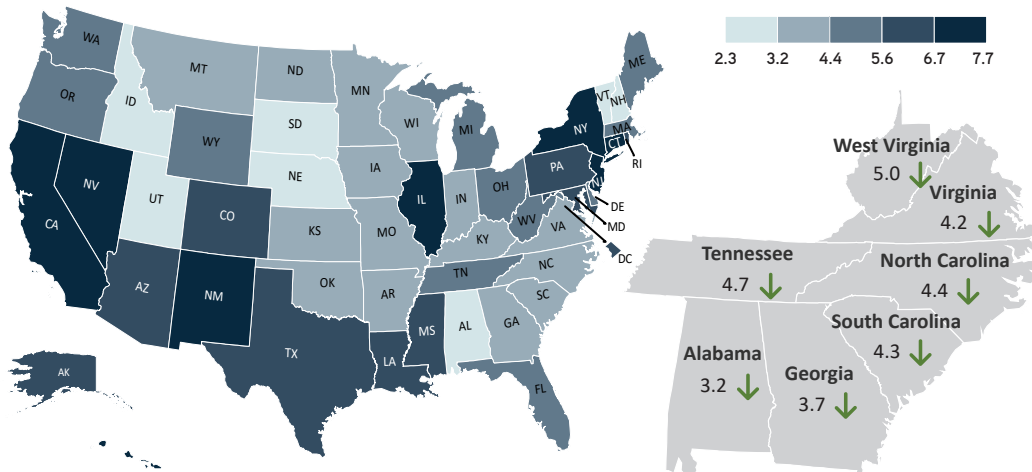 WA
MT
ND
MN
ME
VT
NH
OR
ID
SD
WI
MI
NY
MA
CT
RI
WY
IA
PA
NJ
NE
NV
UT
CO
IL
IN
OH
DE
MD
CA
KS
MO
WV
VA
KY
DC
AZ
NM
OK
AR
TN
NC
SC
MS
AL
GA
TX
LA
AK
FL
2.3 3.2 4.4 5.6 6.7 7.7
West Virginia
5.0
Virginia
4.2
Tennessee
4.7
North Carolina
4.4
South Carolina
4.3
Alabama
3.2
Georgia
3.7